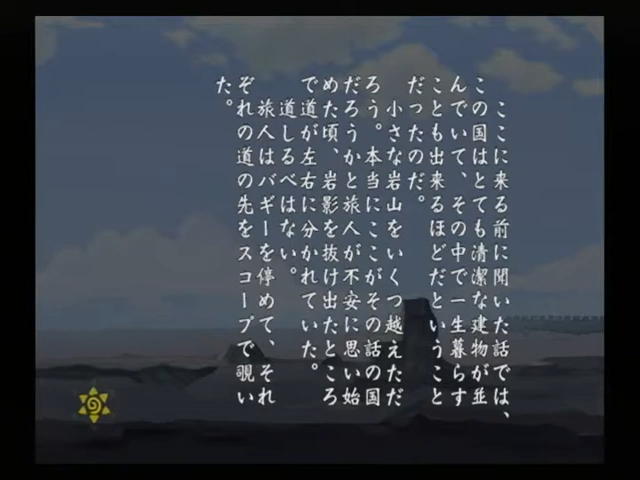 ここに来る前に聞いた話では、
この国はとても清潔な建物が並
んでいて、その中で一生暮らす
ことも出来るほどだということ
だったのだ。
　小さな岩山をいくつ越えただ
ろう。本当にここがその話の国
だろうかと旅人が不安に思い始
めた頃、岩影を抜け出たところ
で道が左右に分かれていた。
　道しるべはない。
　旅人はバギーを停めて、それ
ぞれの道の先をスコープで覗い
た。